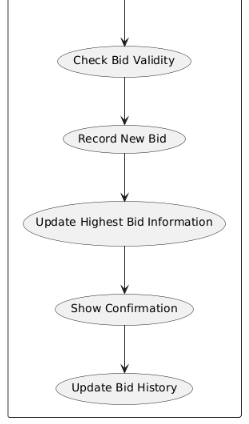 Check Bid Validity
Record New Bid
Update Highest Bid Information
Show Confirmation
Update Bid History